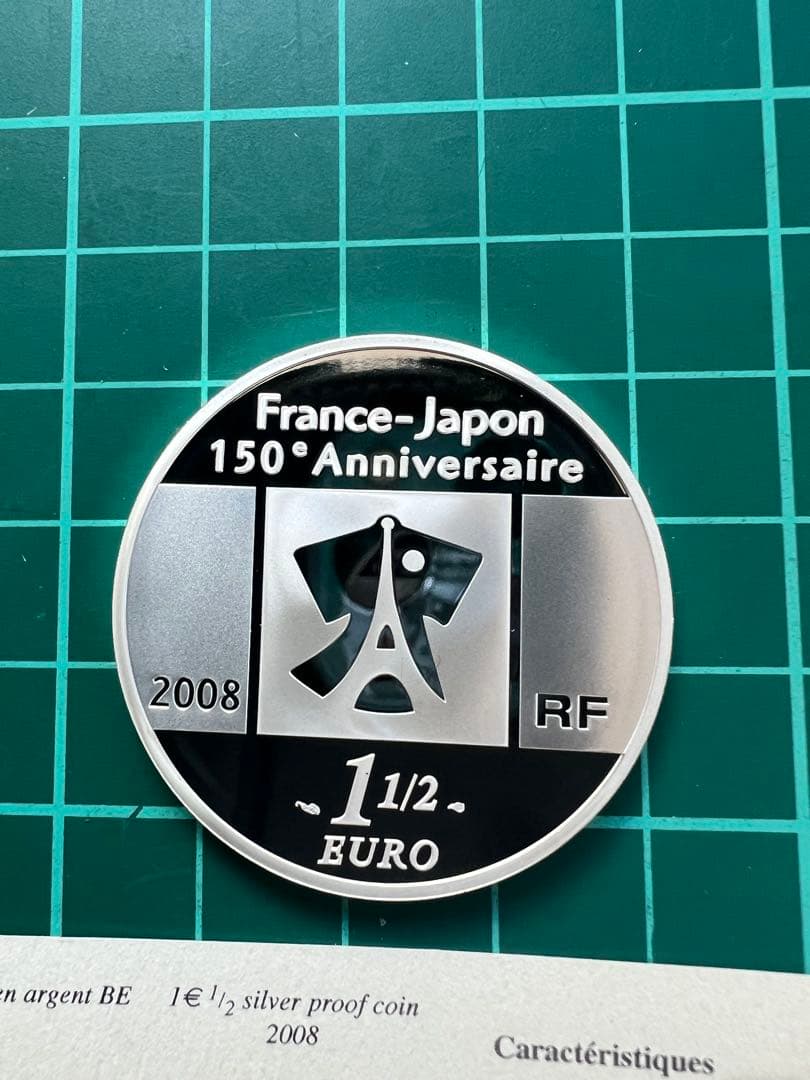 France-Japon
150e Anniversaire
2008
RF
1 1/2
EURO
en argent BE 1€ 1/2 silver proof coin
2008
Caractéristiques